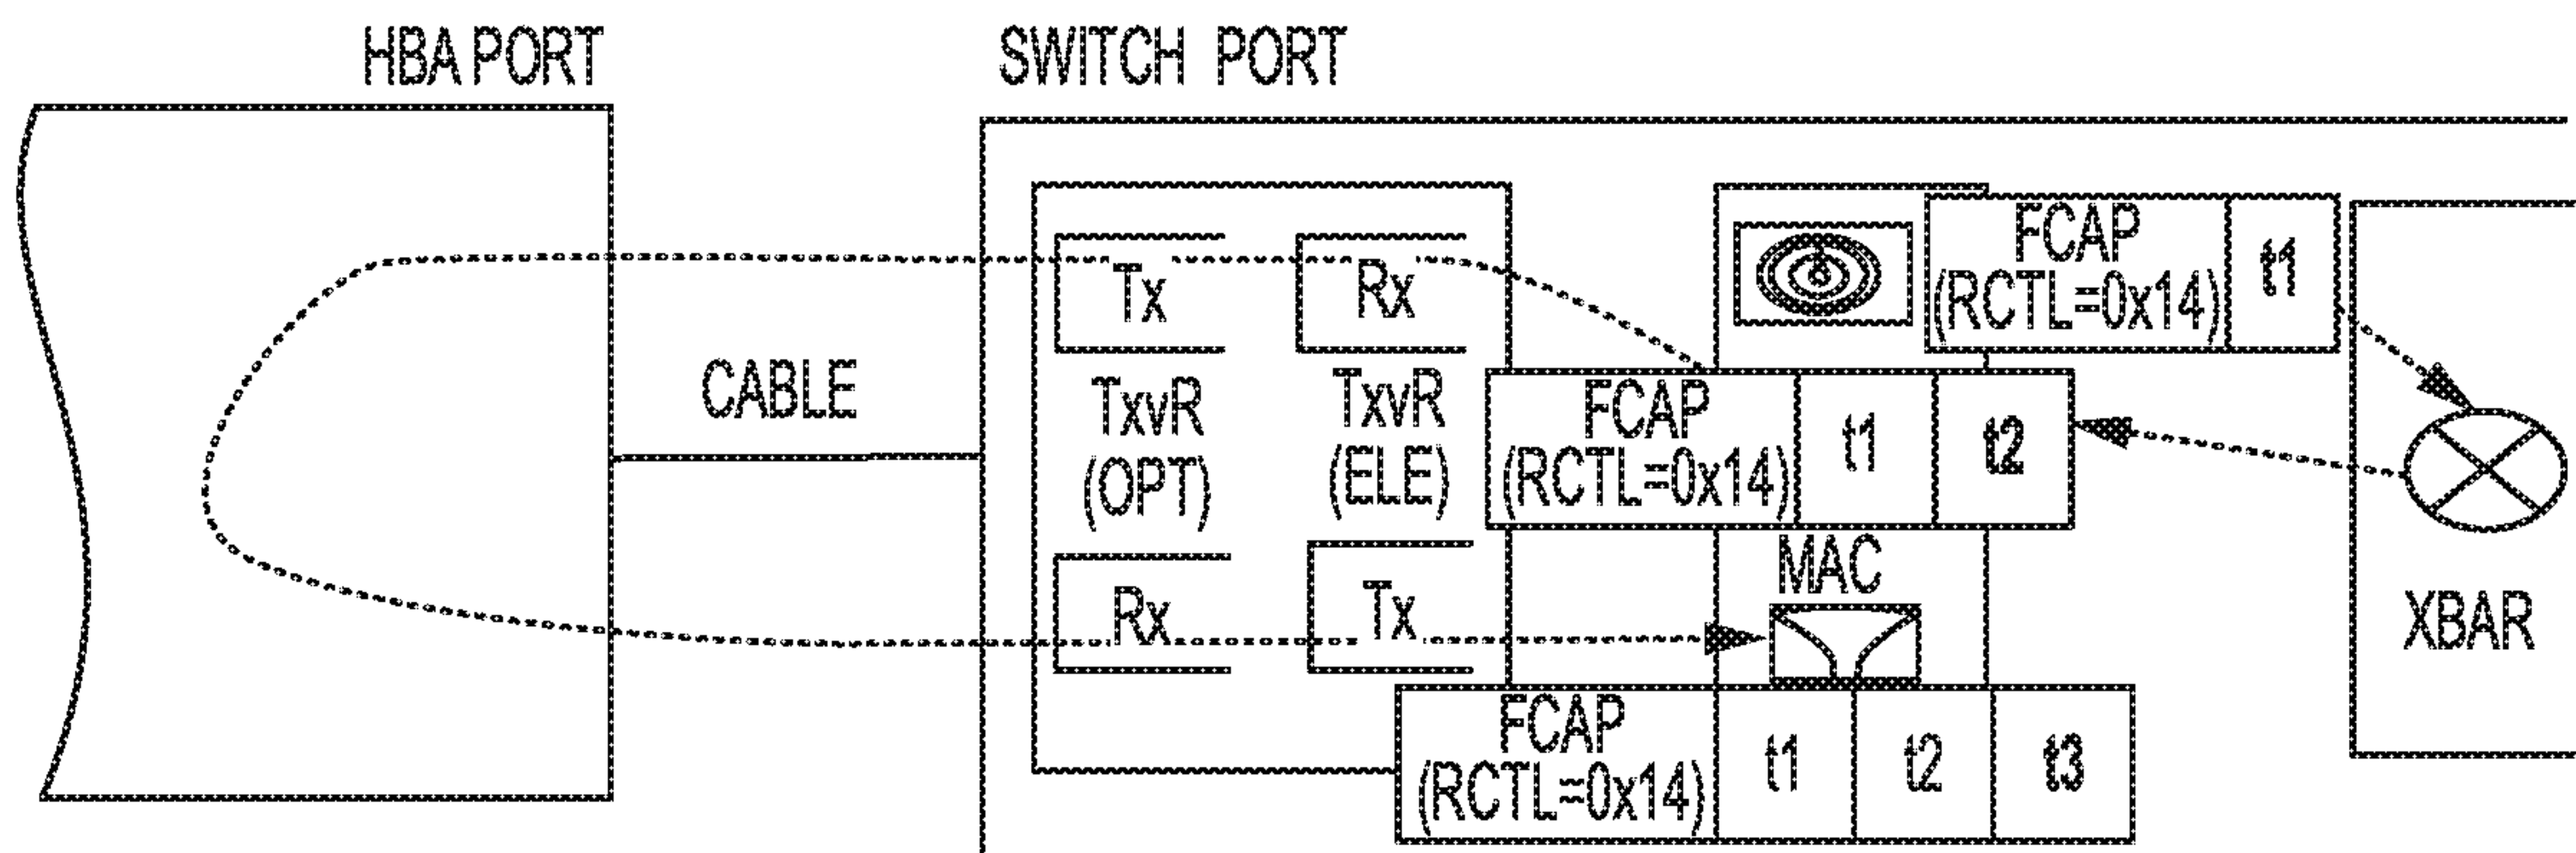 HBA PORT
SWITCH PORT
CABLE
Tx
Rx
TxvR
(OPT)
TxvR
(ELE)
Rx
Tx
FCAP
(RCTL=0x14)
t1
FCAP
(RCTL=0x14)
t1
t2
MAC
FCAP
(RCTL=0x14)
t1
t2
t3
XBAR